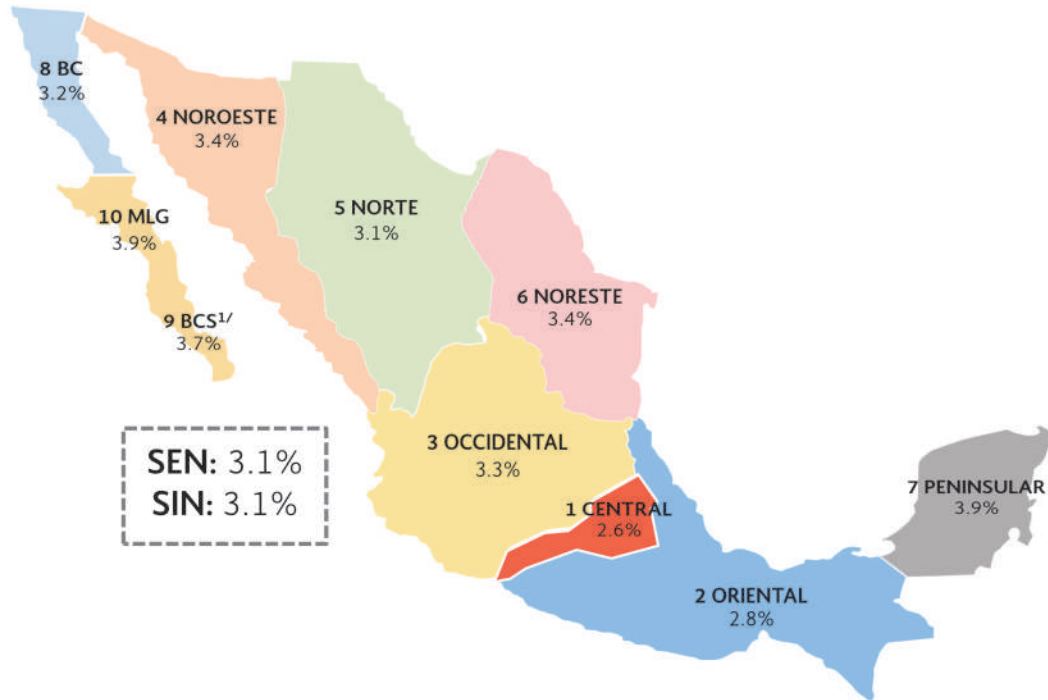 8 BC
3.2%
4 NOROESTE
3.4%
5 NORTE
3.1%
10 MLG
3.9%
6 NORESTE
3.4%
9 BCS1/
3.7%
SEN: 3.1%
SIN: 3.1%
3 OCCIDENTAL
3.3%
7 PENINSULAR
3.9%
1 CENTRAL
2.6%
2 ORIENTAL
2.8%